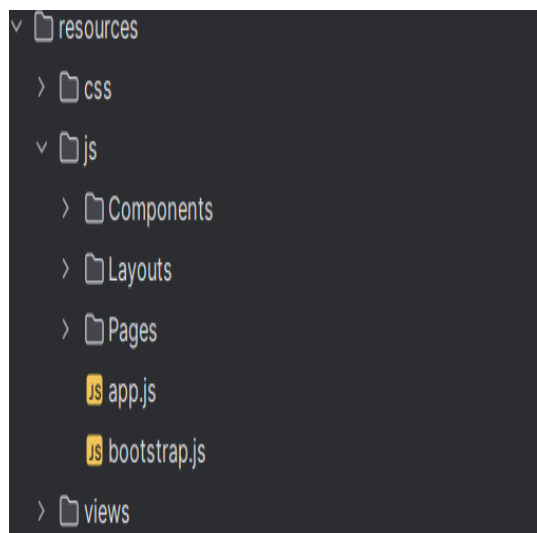 resources
css
js
Components
Layouts
Pages
JS app.js
JS bootstrap.js
views